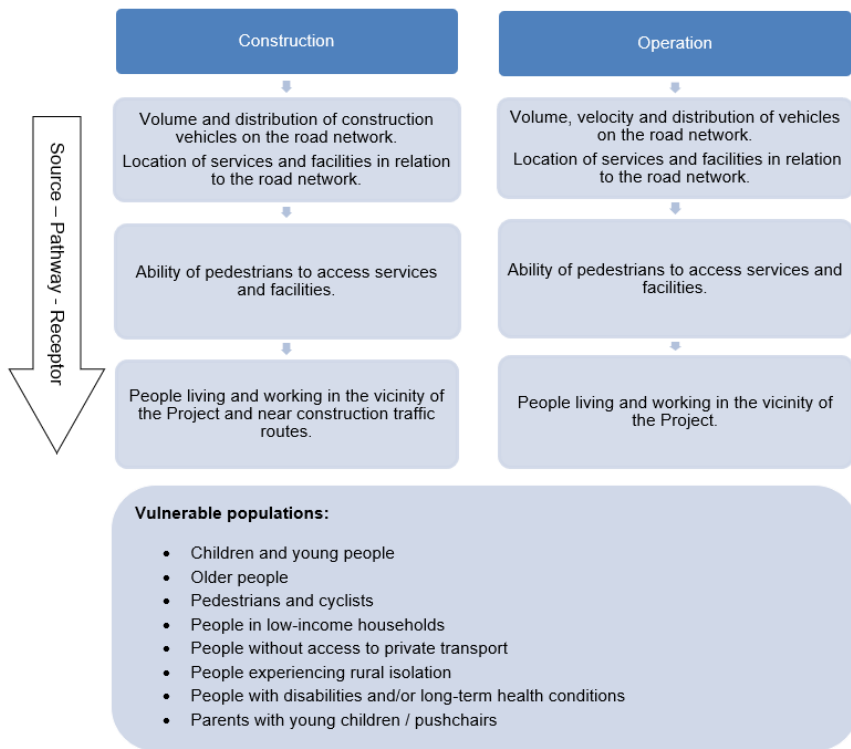 Construction
Operation
Source – Pathway - Receptor
Volume and distribution of construction
vehicles on the road network.
Location of services and facilities in relation
to the road network.
Volume, velocity and distribution of vehicles
on the road network.
Location of services and facilities in relation
to the road network.
Ability of pedestrians to access services
and facilities.
Ability of pedestrians to access services and
facilities.
People living and working in the vicinity of
the Project and near construction traffic
routes.
People living and working in the vicinity of
the Project.
Vulnerable populations:
• Children and young people
• Older people
• Pedestrians and cyclists
• People in low-income households
• People without access to private transport
• People experiencing rural isolation
• People with disabilities and/or long-term health conditions
• Parents with young children / pushchairs